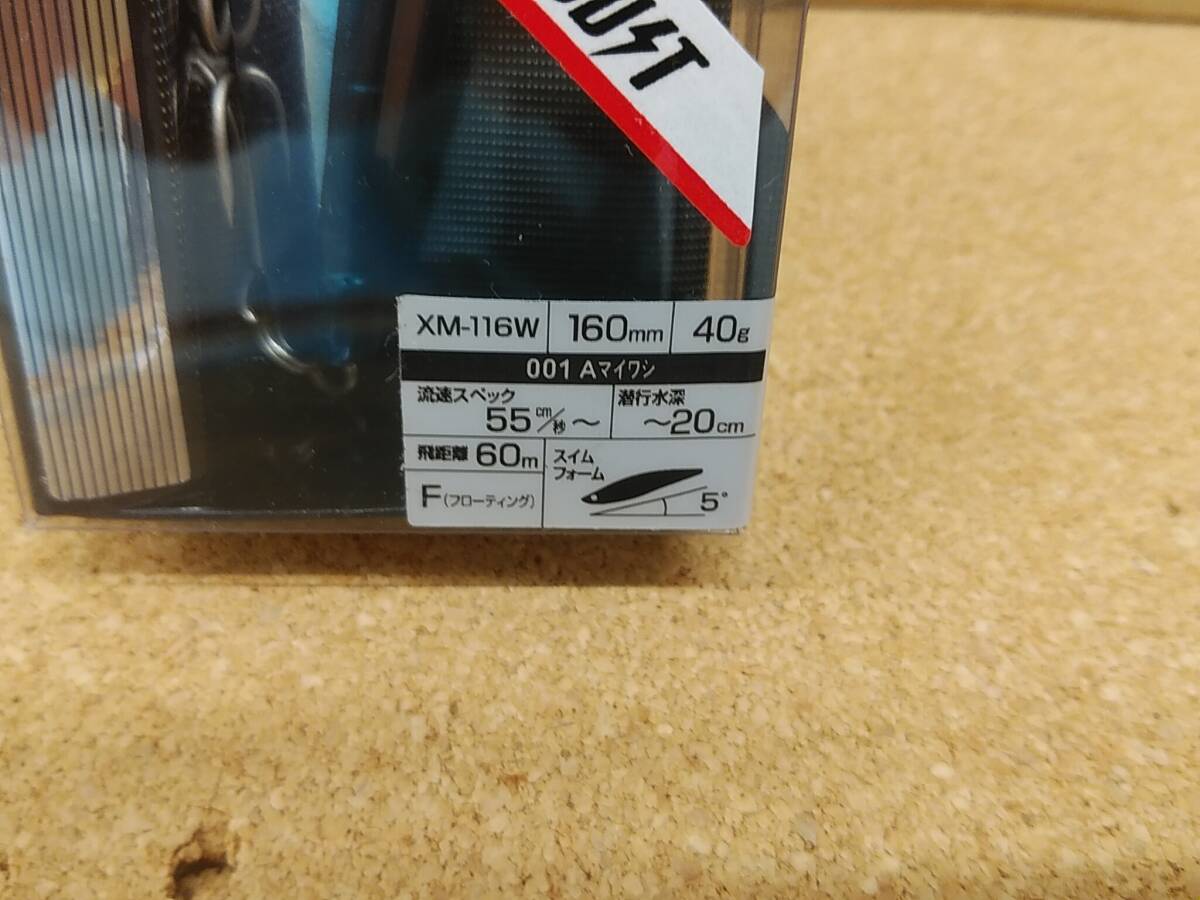 XM-116W 160mm 40g
001 Aマイワシ
流速スペック
55cm/秒～
潜行水深
～20cm
飛距離 60m
F(フローティング)
スイム
フォーム
5°